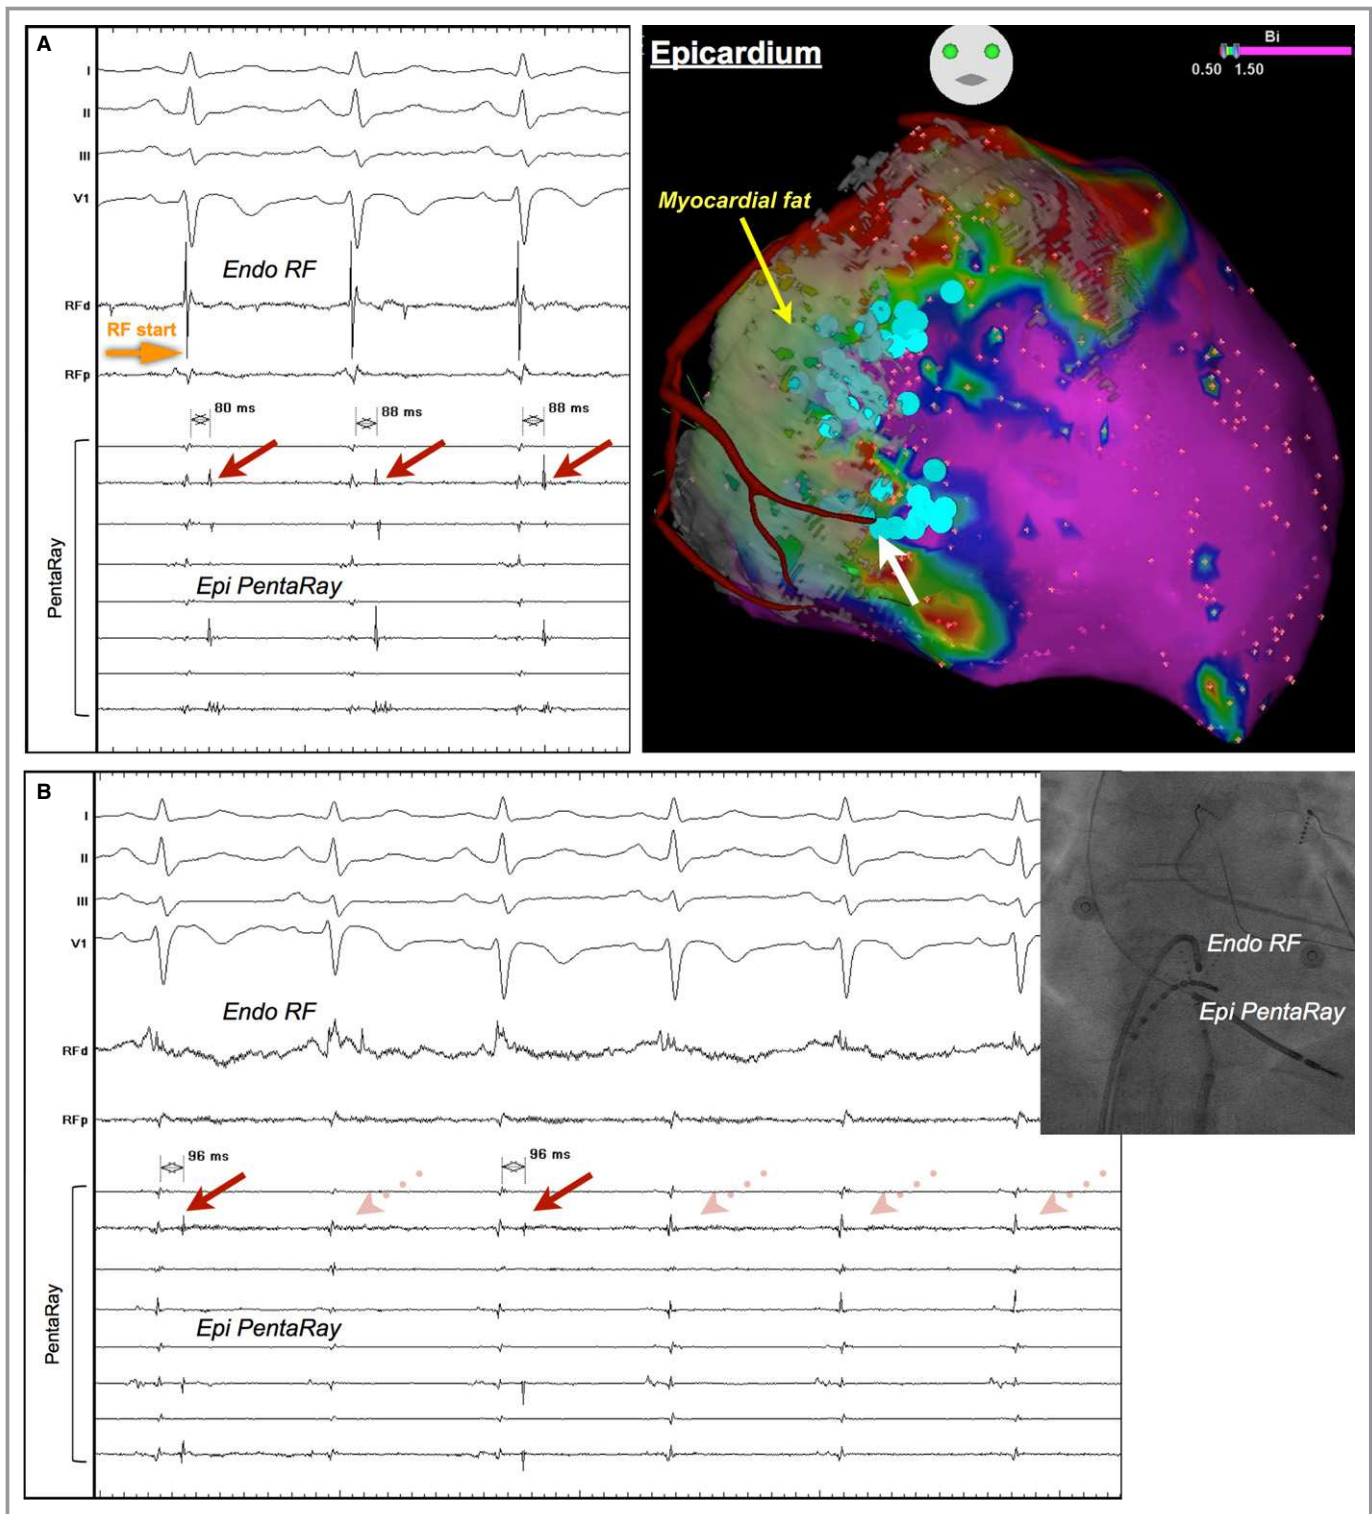 A
I
II
III
V1
Endo RF
RFd
RF start
RFp
80 ms
88 ms
88 ms
PentaRay
Epi PentaRay
Epicardium
Bi
0.50 1.50
Myocardial fat
B
I
II
III
V1
Endo RF
RFd
RFp
96 ms
96 ms
PentaRay
Epi PentaRay
Endo RF
Epi PentaRay